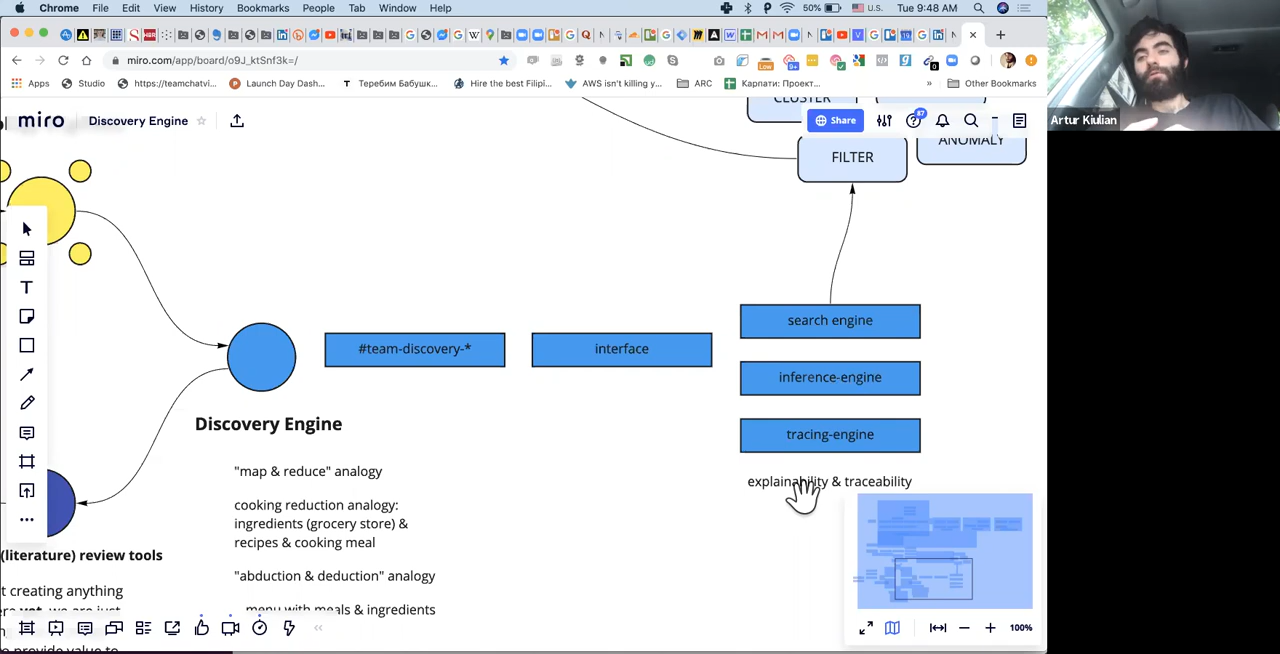 Chrome File Edit View History Bookmarks People Tab Window Help
50% U.S. Tue 9:48 AM
miro.com/app/board/o9J_ktSnf3k=/
Apps Studio https://teamchatvi... Launch Day Dash... Теребим Бабушк... Hire the best Filipi... AWS isn't killing y... ARC Карпати: Проект... » Other Bookmarks
miro Discovery Engine Share 87
CLUSTER
FILTER
ANOMALY
Artur Kiulian
search engine
#team-discovery-*
interface
inference-engine
tracing-engine
explainability & traceability
Discovery Engine
"map & reduce" analogy
cooking reduction analogy:
ingredients (grocery store) &
recipes & cooking meal
"abduction & deduction" analogy
menu with meals & ingredients
(literature) review tools
t creating anything
100%